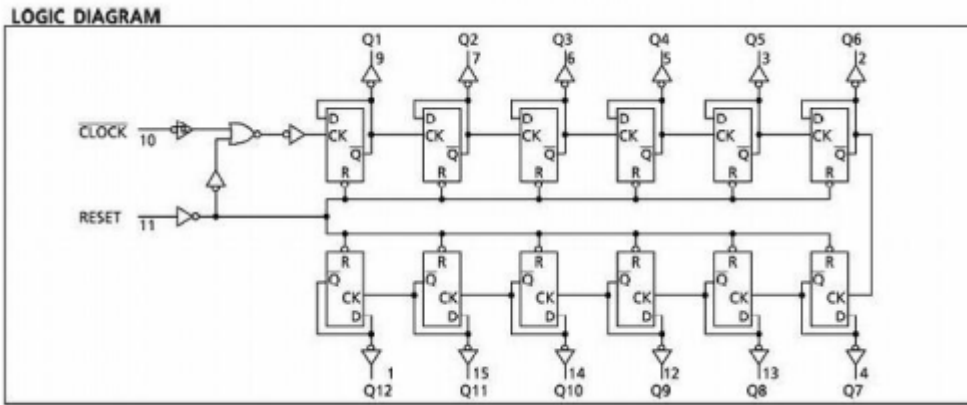 LOGIC DIAGRAM
Q1 Q2 Q3 Q4 Q5 Q6
9 7 6 5 3 2
D D D D D D
CLOCK CK CK CK CK CK CK
10
Q Q Q Q Q Q
R R R R R R
RESET
11
R R R R R R
Q Q Q Q Q Q
CK CK CK CK CK CK
D D D D D D
1 15 14 12 13 4
Q12 Q11 Q10 Q9 Q8 Q7